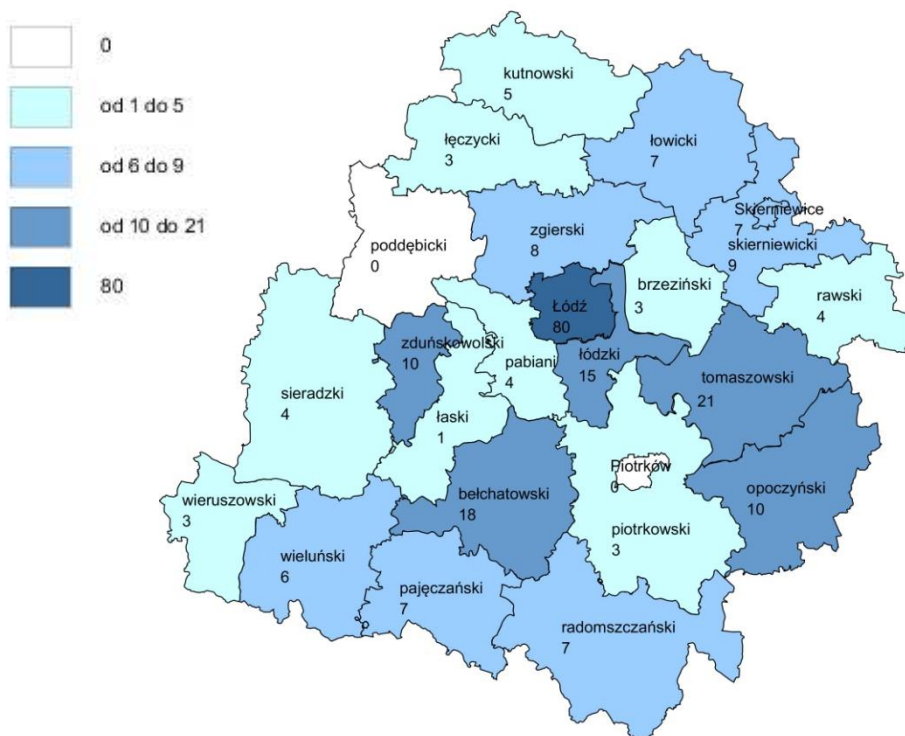 0
od 1 do 5
od 6 do 9
od 10 do 21
80
kutnowski
5
łęczycki
3
łowicki
7
poddębicki
0
zgierski
8
Skierniewice
7
skierniewicki
9
brzeziński
3
rawski
4
Łódź
80
zduńskowolski
10
pabiani
4
łódzki
15
tomaszowski
21
sieradzki
4
łaski
1
Piotrków
0
opoczyński
10
wieruszowski
3
bełchatowski
18
piotrkowski
3
wieluński
6
pajęczański
7
radomszczański
7